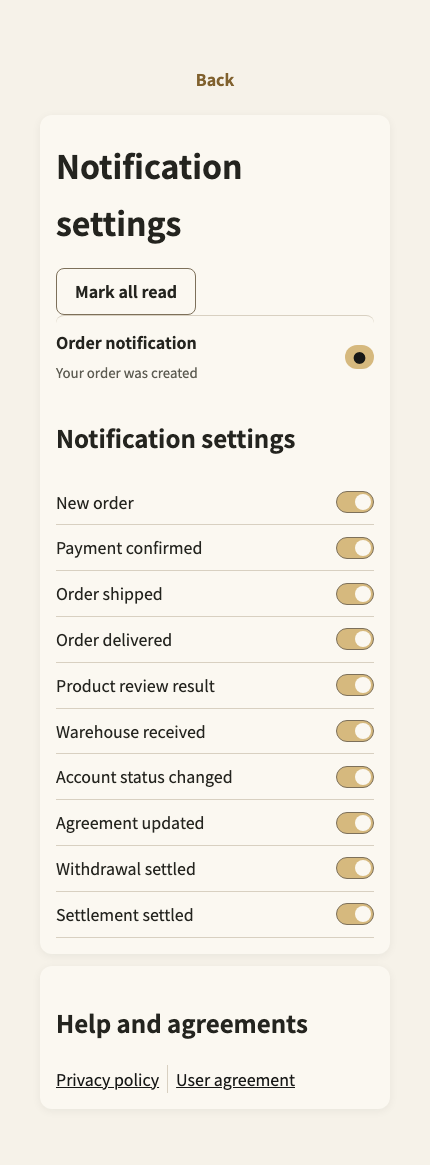 Back
Notification
settings
Mark all read
Order notification
Your order was created
Notification settings
New order
Payment confirmed
Order shipped
Order delivered
Product review result
Warehouse received
Account status changed
Agreement updated
Withdrawal settled
Settlement settled
Help and agreements
Privacy policy User agreement